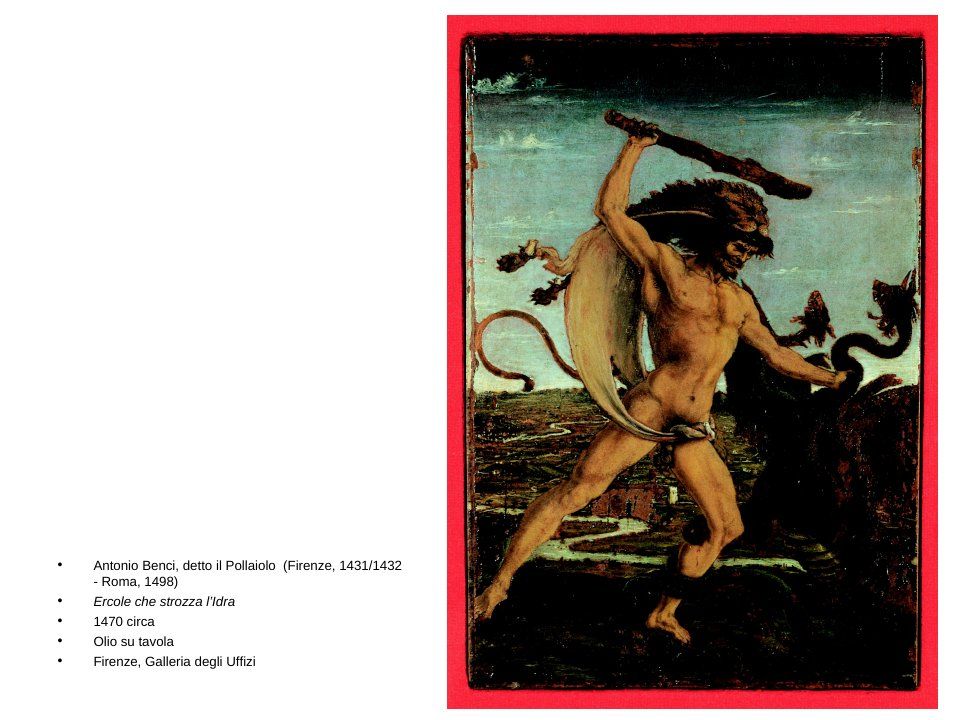 • Antonio Benci, detto il Pollaiolo  (Firenze, 1431/1432
- Roma, 1498)
• Ercole che strozza l'Idra
• 1470 circa
• Olio su tavola
• Firenze, Galleria degli Uffizi